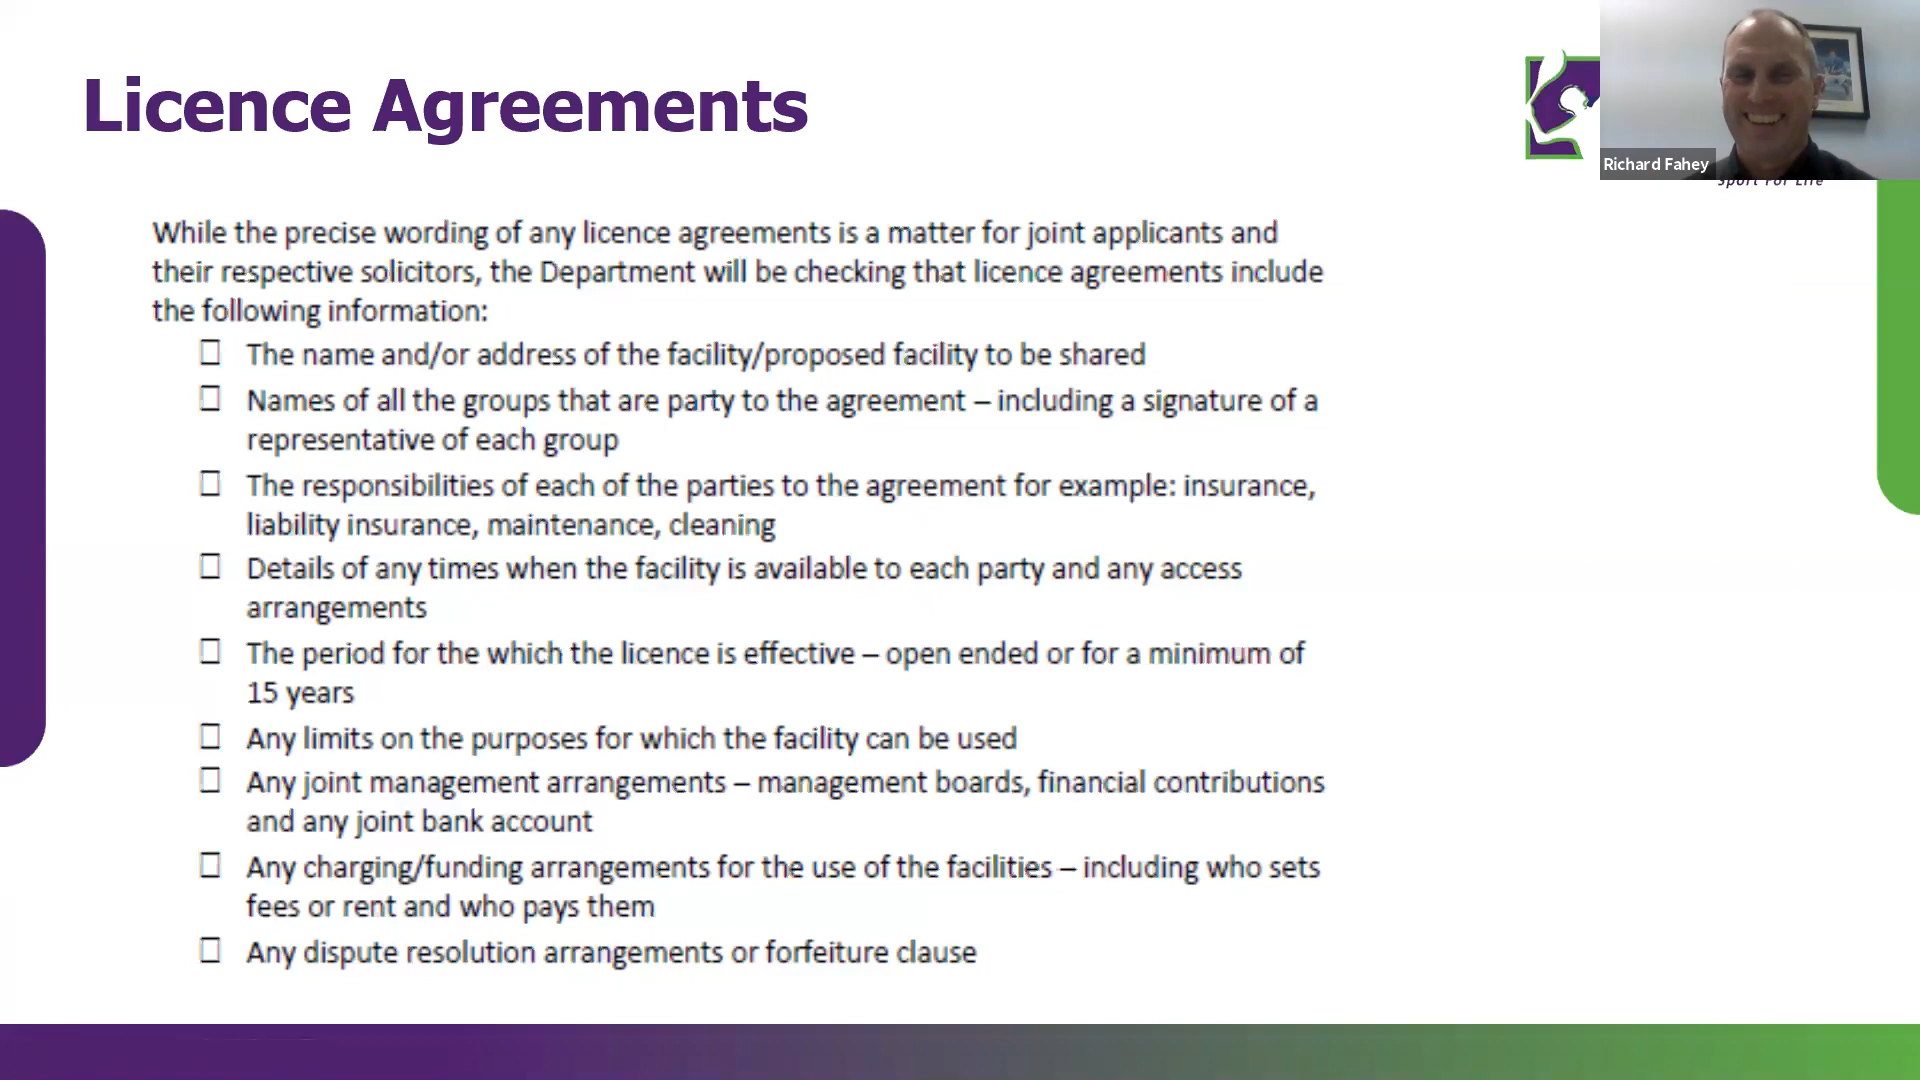 Licence Agreements
Richard Fahey
Sport For Life
While the precise wording of any licence agreements is a matter for joint applicants and
their respective solicitors, the Department will be checking that licence agreements include
the following information:
☐ The name and/or address of the facility/proposed facility to be shared
☐ Names of all the groups that are party to the agreement – including a signature of a
representative of each group
☐ The responsibilities of each of the parties to the agreement for example: insurance,
liability insurance, maintenance, cleaning
☐ Details of any times when the facility is available to each party and any access
arrangements
☐ The period for the which the licence is effective – open ended or for a minimum of
15 years
☐ Any limits on the purposes for which the facility can be used
☐ Any joint management arrangements – management boards, financial contributions
and any joint bank account
☐ Any charging/funding arrangements for the use of the facilities – including who sets
fees or rent and who pays them
☐ Any dispute resolution arrangements or forfeiture clause